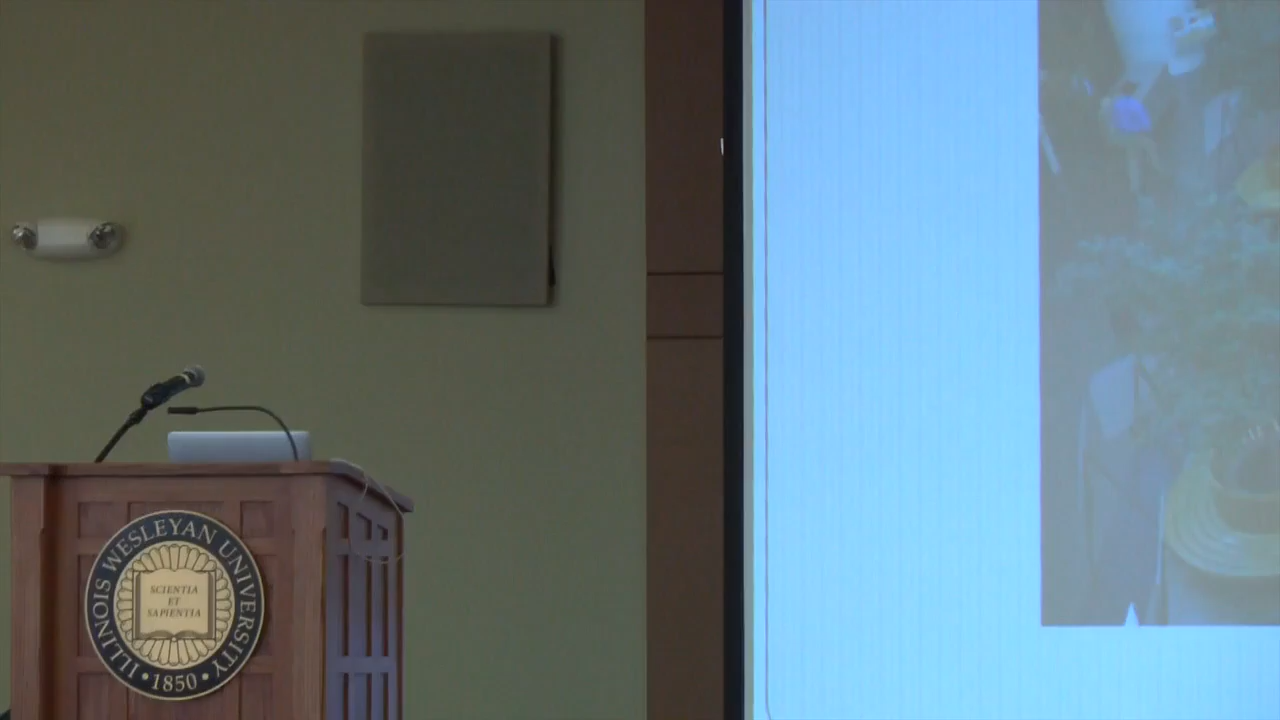 ILLINOIS WESLEYAN UNIVERSITY
SCIENTIA
ET
SAPIENTIA
• 1850 •